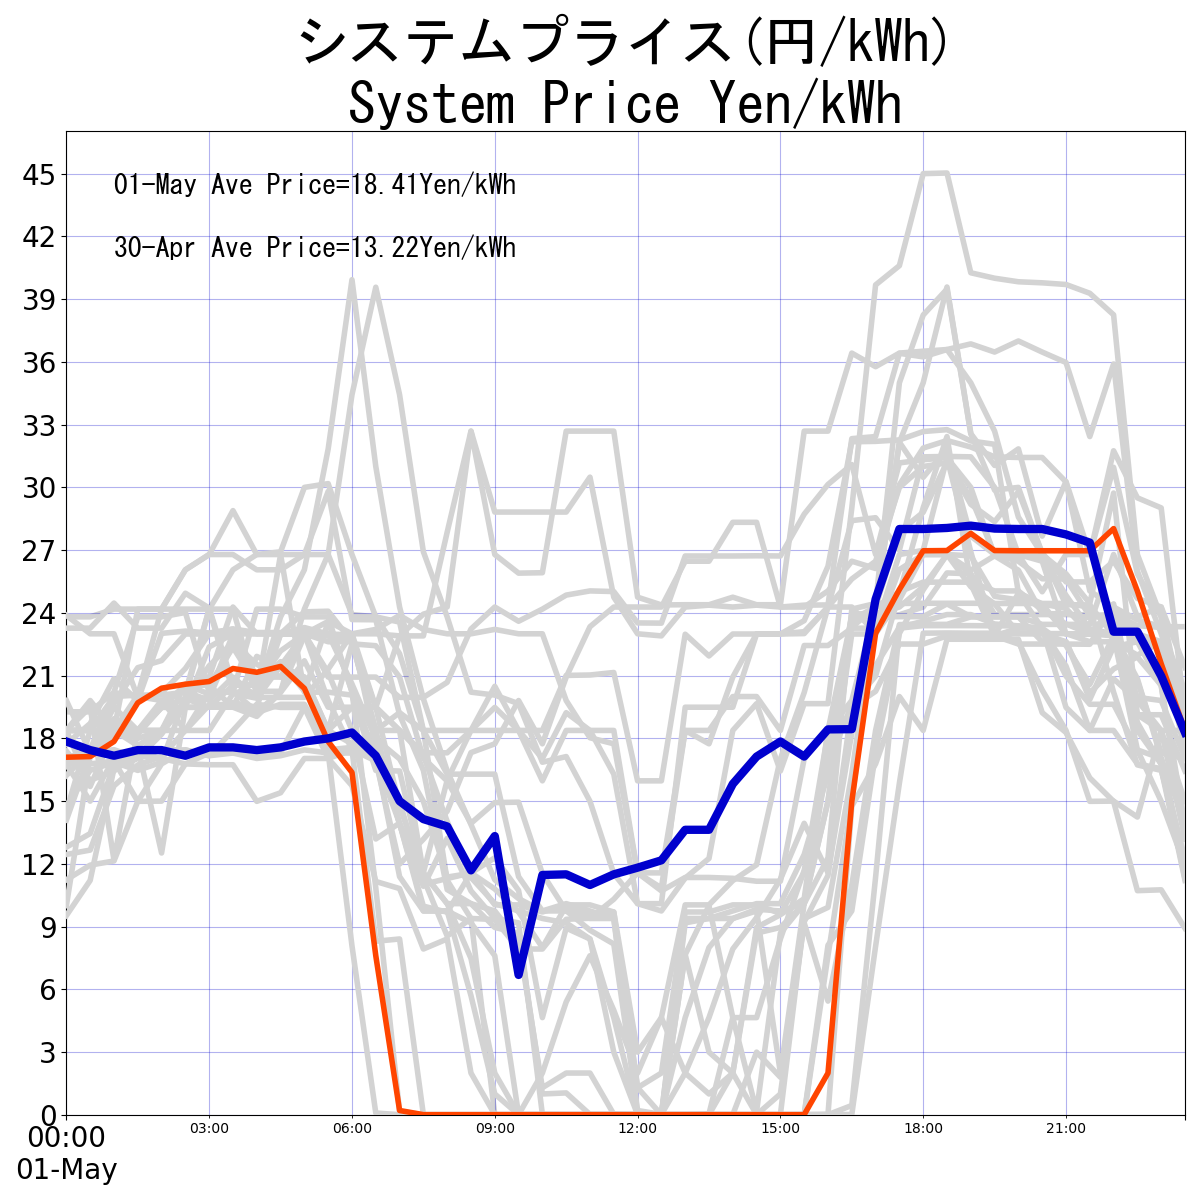 システムプライス(円/kWh)
System Price Yen/kWh
01-May Ave Price=18.41Yen/kWh
30-Apr Ave Price=13.22Yen/kWh
45
42
39
36
33
30
27
24
21
18
15
12
9
6
3
0
00:00 03:00 06:00 09:00 12:00 15:00 18:00 21:00
01-May